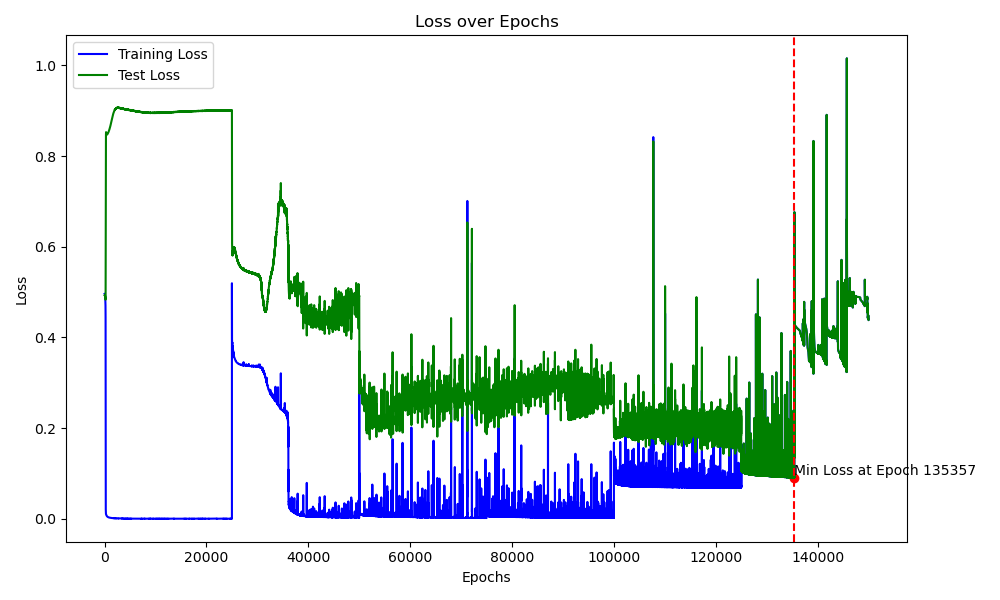 Loss over Epochs
Training Loss
Test Loss
1.0
0.8
0.6
0.4
0.2
0.0
Loss
Min Loss at Epoch 135357
0 20000 40000 60000 80000 100000 120000 140000
Epochs